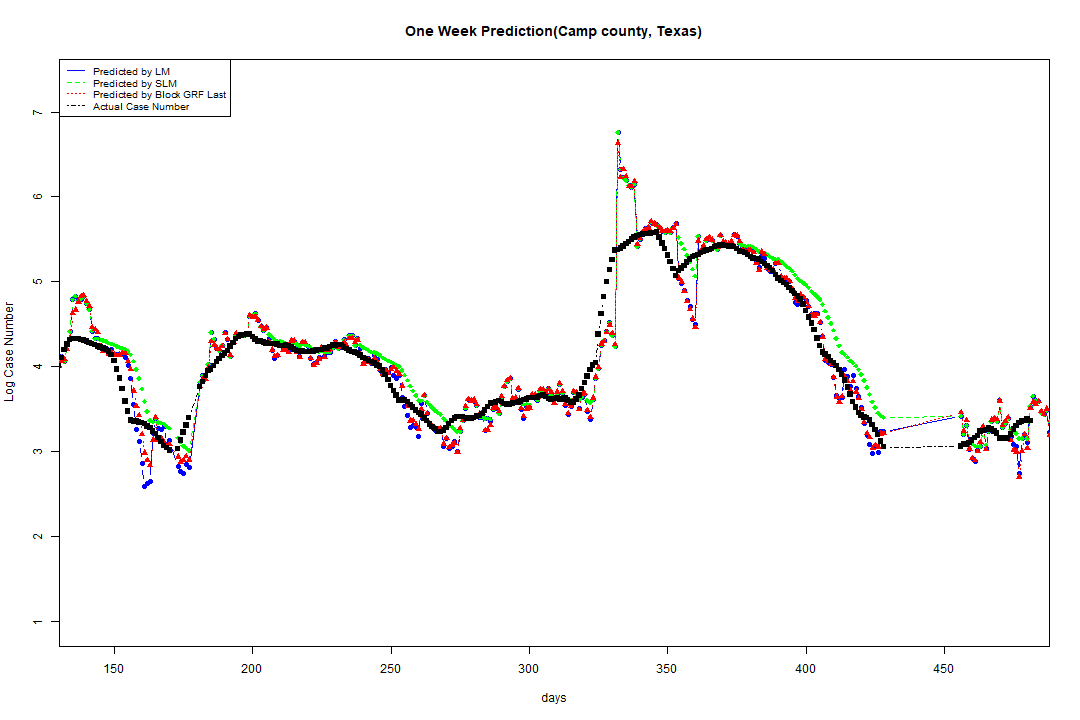 One Week Prediction(Camp county, Texas)
Predicted by LM
Predicted by SLM
Predicted by Block GRF Last
Actual Case Number
Log Case Number
7
6
5
4
3
2
1
150 200 250 300 350 400 450
days